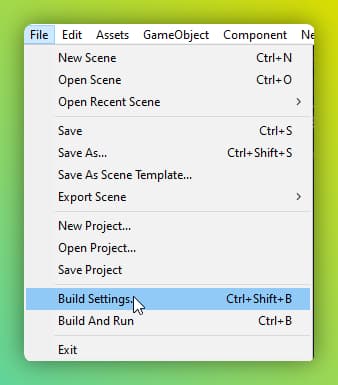 File Edit Assets GameObject Component Ne
New Scene Ctrl+N
Open Scene Ctrl+O
Open Recent Scene >
Save Ctrl+S
Save As... Ctrl+Shift+S
Save As Scene Template...
Export Scene >
New Project...
Open Project...
Save Project
Build Settings... Ctrl+Shift+B
Build And Run Ctrl+B
Exit